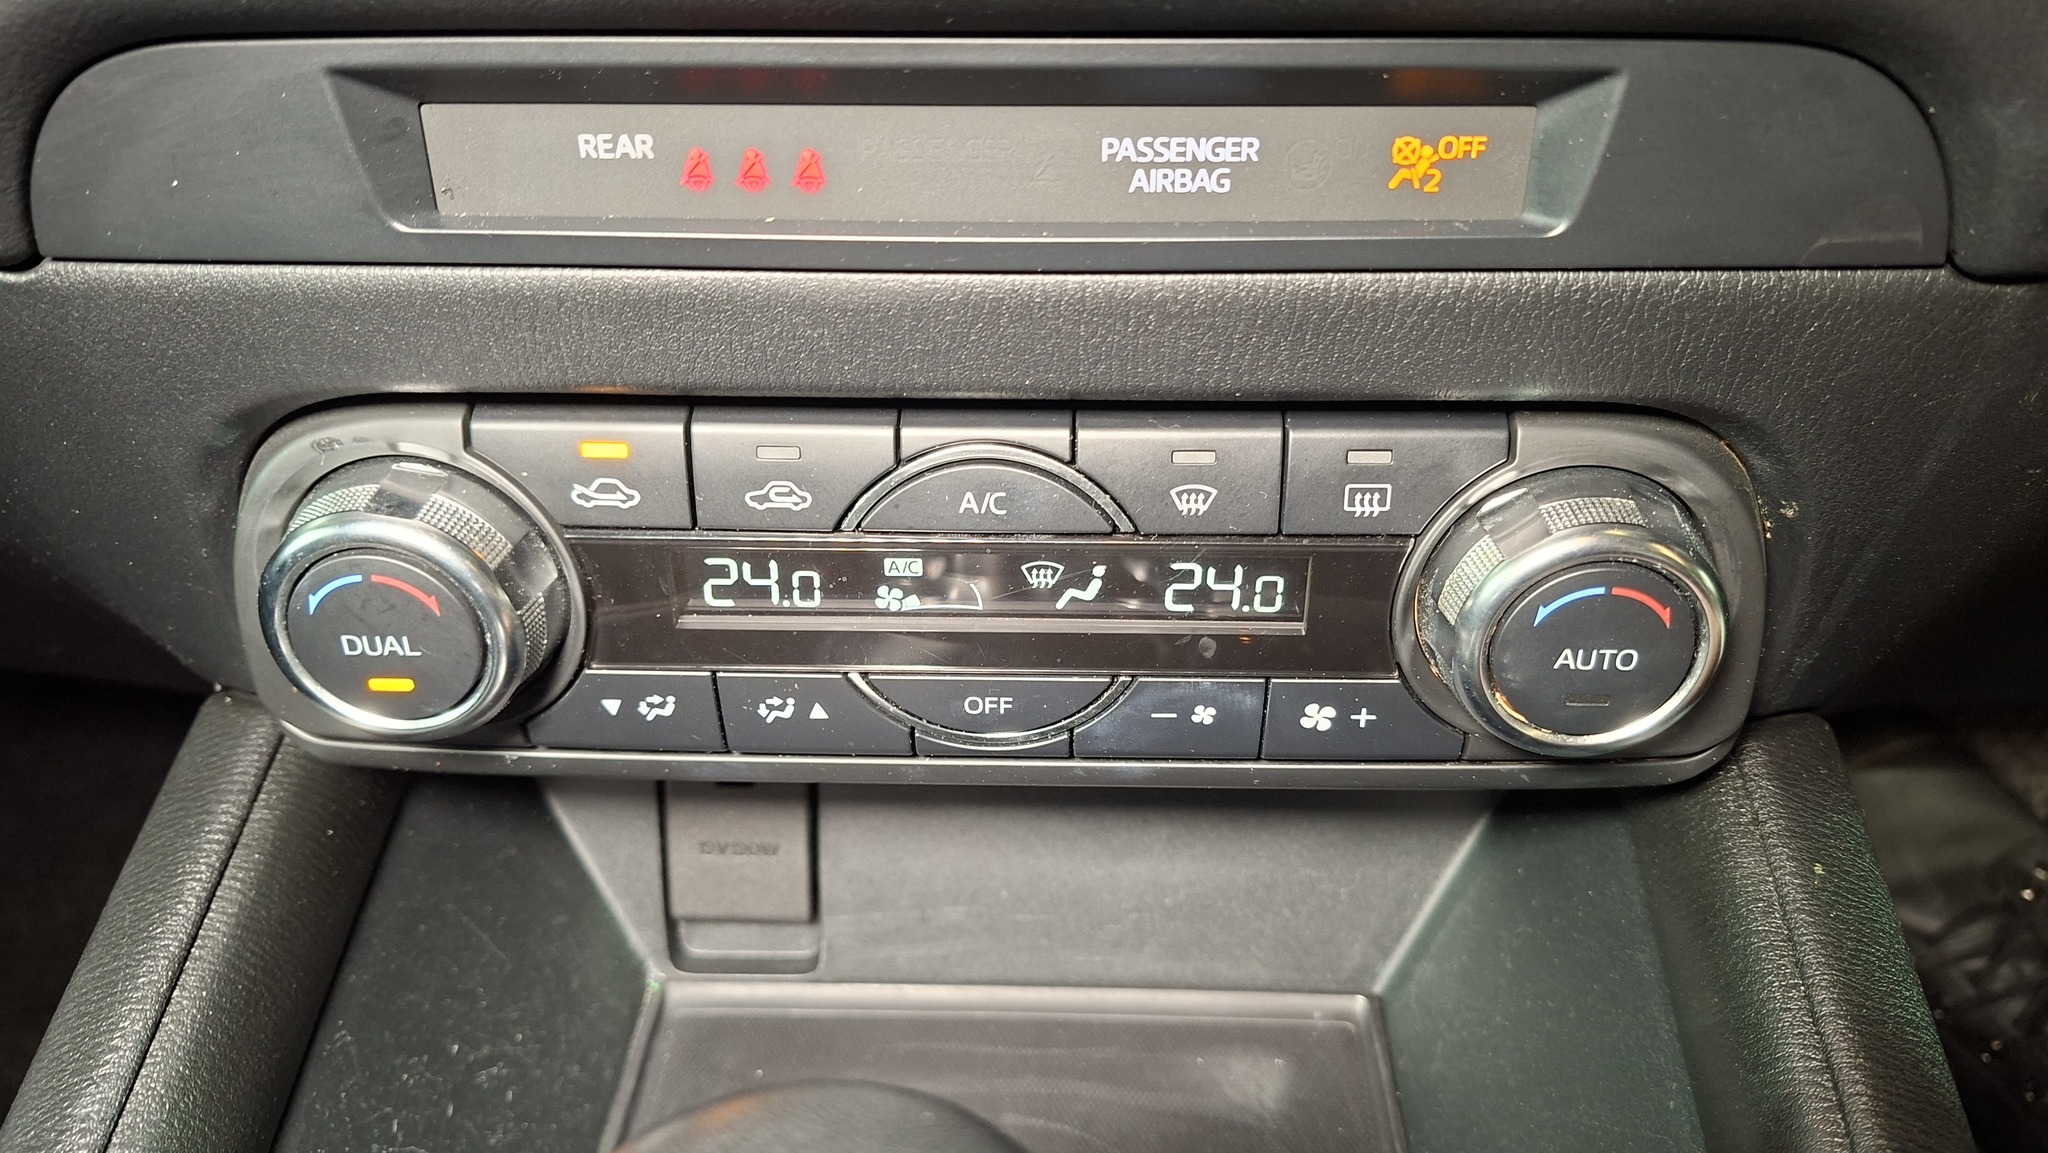 REAR
PASSENGER
AIRBAG
OFF
2
A/C
24.0
A/C
24.0
DUAL
AUTO
OFF
- +